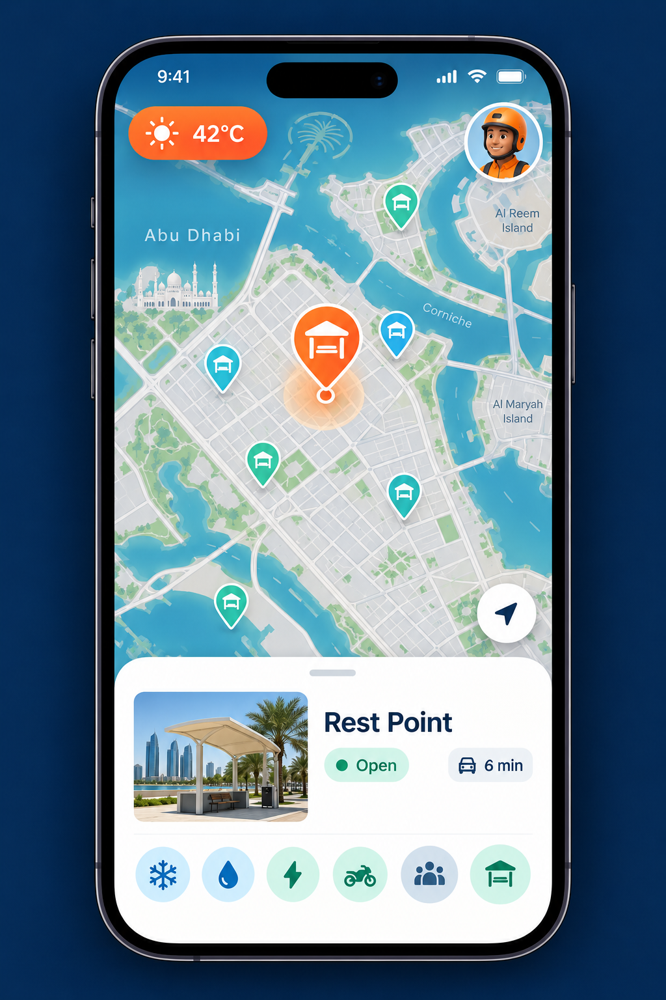 9:41
42°C
Al Reem
Island
Abu Dhabi
Corniche
Al Maryah
Island
Rest Point
Open
6 min